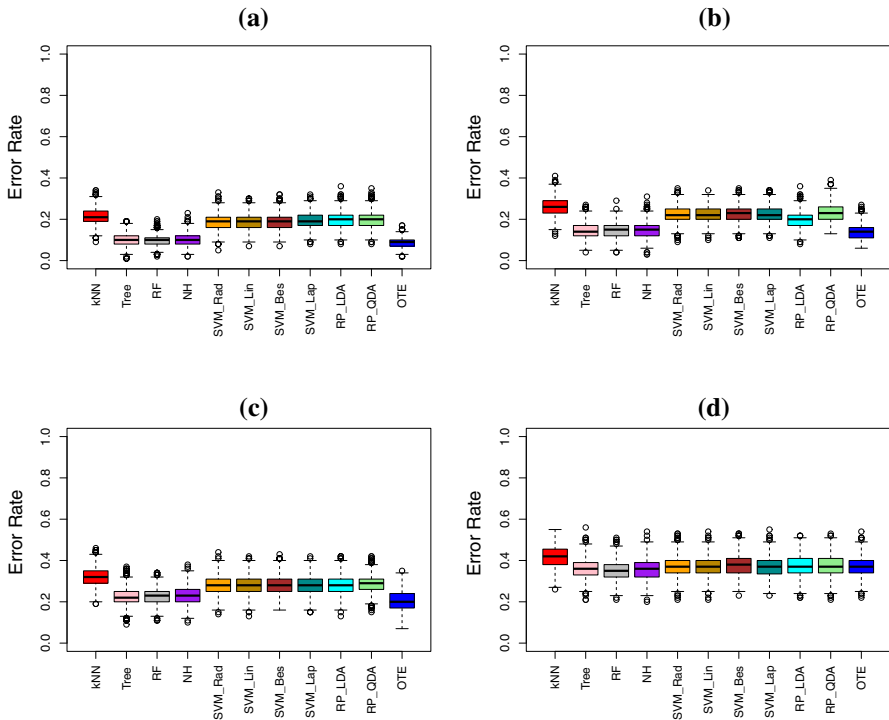 (a)
Error Rate
1.0
0.8
0.6
0.4
0.2
0.0
kNN
Tree
RF
NH
SVM_Rad
SVM_Lin
SVM_Bes
SVM_Lap
RP_LDA
RP_QDA
OTE
(b)
Error Rate
1.0
0.8
0.6
0.4
0.2
0.0
kNN
Tree
RF
NH
SVM_Rad
SVM_Lin
SVM_Bes
SVM_Lap
RP_LDA
RP_QDA
OTE
(c)
Error Rate
1.0
0.8
0.6
0.4
0.2
0.0
kNN
Tree
RF
NH
SVM_Rad
SVM_Lin
SVM_Bes
SVM_Lap
RP_LDA
RP_QDA
OTE
(d)
Error Rate
1.0
0.8
0.6
0.4
0.2
0.0
kNN
Tree
RF
NH
SVM_Rad
SVM_Lin
SVM_Bes
SVM_Lap
RP_LDA
RP_QDA
OTE